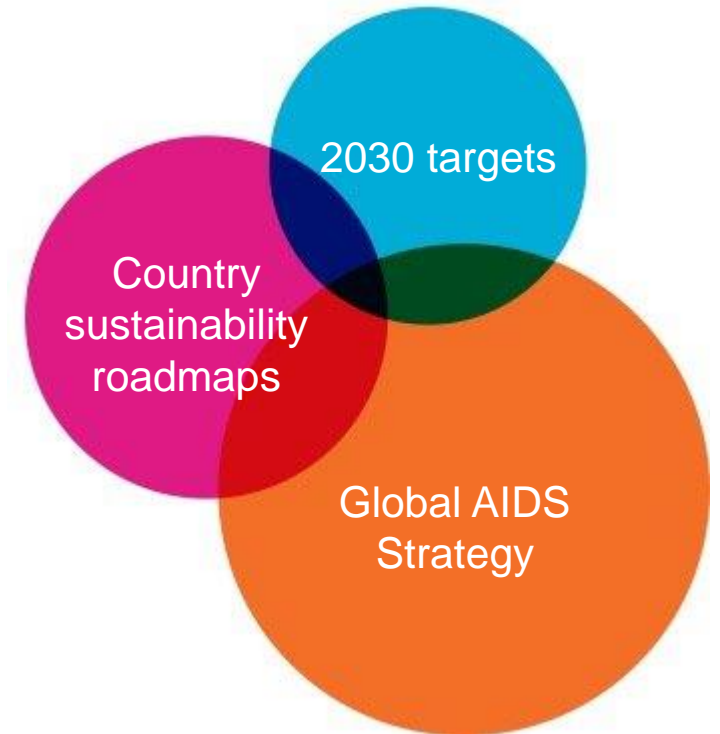 2030 targets
Country
sustainability
roadmaps
Global AIDS
Strategy